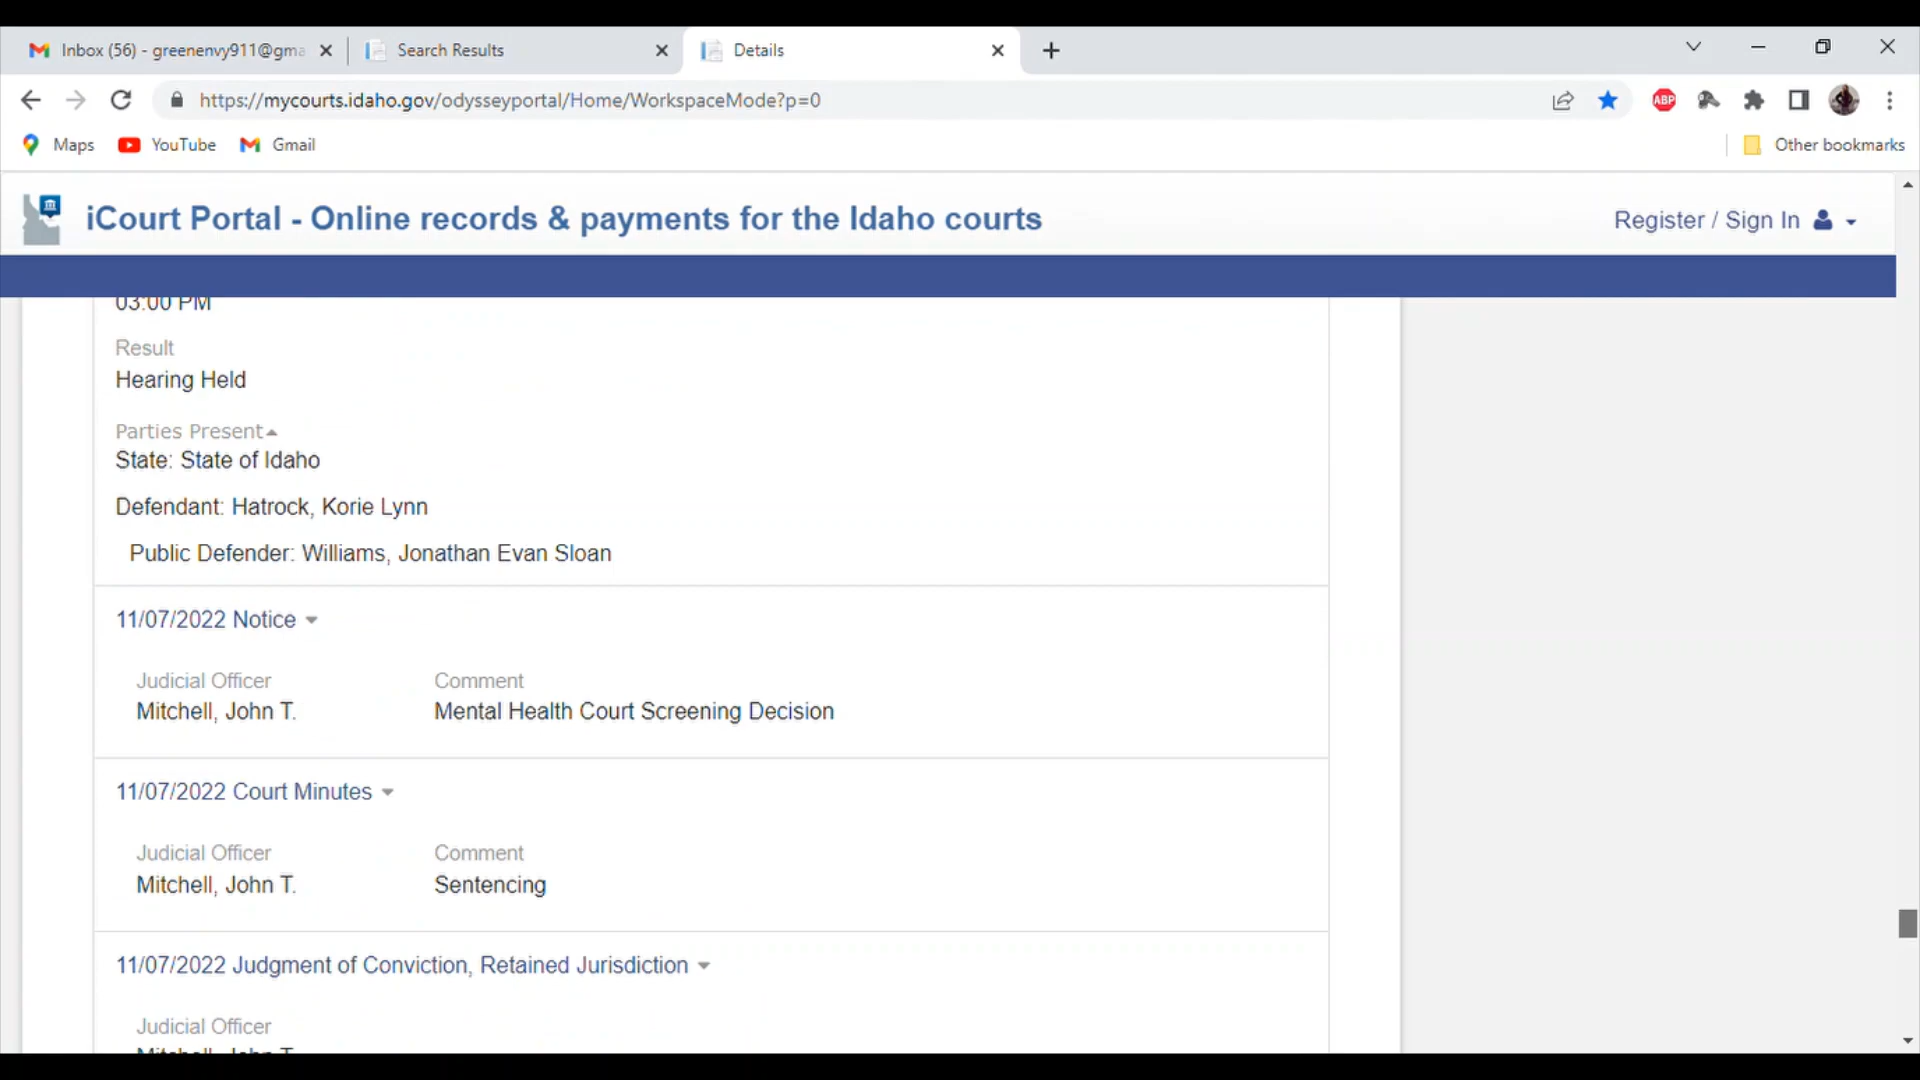 Inbox (56) - greenenvy911@gma
Search Results
Details
https://mycourts.idaho.gov/odysseyportal/Home/WorkspaceMode?p=0
ABP
Maps
YouTube
Gmail
Other bookmarks
iCourt Portal - Online records & payments for the Idaho courts
Register / Sign In
03:00 PM
Result
Hearing Held
Parties Present
State: State of Idaho
Defendant: Hatrock, Korie Lynn
Public Defender: Williams, Jonathan Evan Sloan
11/07/2022 Notice
Judicial Officer Comment
Mitchell, John T. Mental Health Court Screening Decision
11/07/2022 Court Minutes
Judicial Officer Comment
Mitchell, John T. Sentencing
11/07/2022 Judgment of Conviction, Retained Jurisdiction
Judicial Officer
Mitchell, John T.